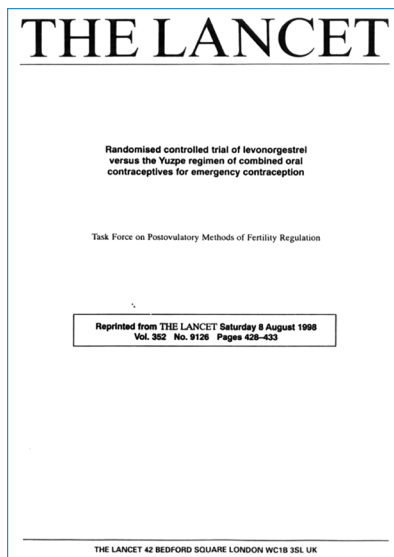 THE LANCET
Randomised controlled trial of levonorgestrel
versus the Yuzpe regimen of combined oral
contraceptives for emergency contraception
Task Force on Postovulatory Methods of Fertility Regulation
Reprinted from THE LANCET Saturday 8 August 1998
Vol. 352 No. 9126 Pages 428–433
THE LANCET 42 BEDFORD SQUARE LONDON WC1B 3SL UK